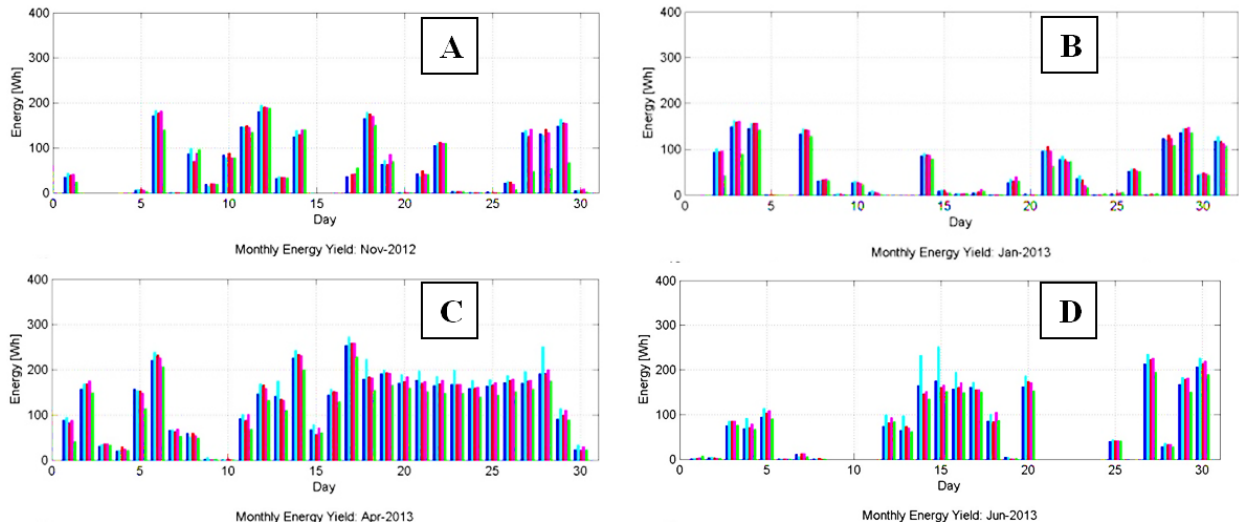 400
300
200
100
0
Energy [Wh]
A
0 5 10 15 20 25 30
Day
Monthly Energy Yield: Nov-2012
400
300
200
100
0
Energy [Wh]
B
0 5 10 15 20 25 30
Day
Monthly Energy Yield: Jan-2013
400
300
200
100
0
Energy [Wh]
C
0 5 10 15 20 25 30
Day
Monthly Energy Yield: Apr-2013
400
300
200
100
0
Energy [Wh]
D
0 5 10 15 20 25 30
Day
Monthly Energy Yield: Jun-2013